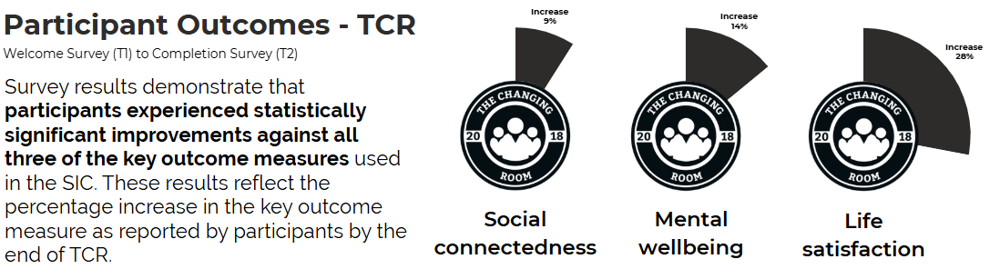 Participant Outcomes - TCR
Welcome Survey (T1) to Completion Survey (T2)
Survey results demonstrate that
participants experienced statistically
significant improvements against all
three of the key outcome measures used
in the SIC. These results reflect the
percentage increase in the key outcome
measure as reported by participants by the
end of TCR.
Increase
9%
THE CHANGING
20 18
ROOM
Social
connectedness
Increase
14%
THE CHANGING
20 18
ROOM
Mental
wellbeing
Increase
28%
THE CHANGING
20 18
ROOM
Life
satisfaction